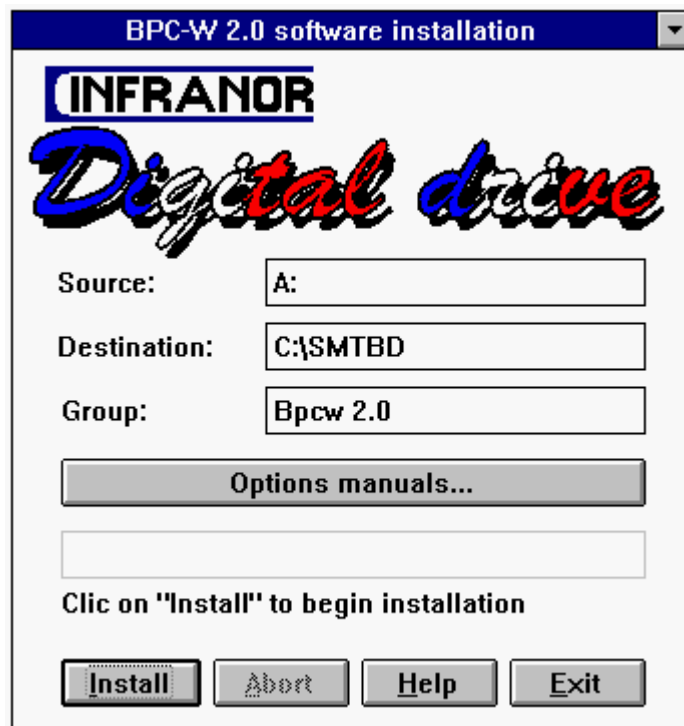 BPC-W 2.0 software installation
INFRANOR
Digital drive
Source: A:
Destination: C:\SMTBD
Group: Bpcw 2.0
Options manuals...
Clic on "Install" to begin installation
Install Abort Help Exit